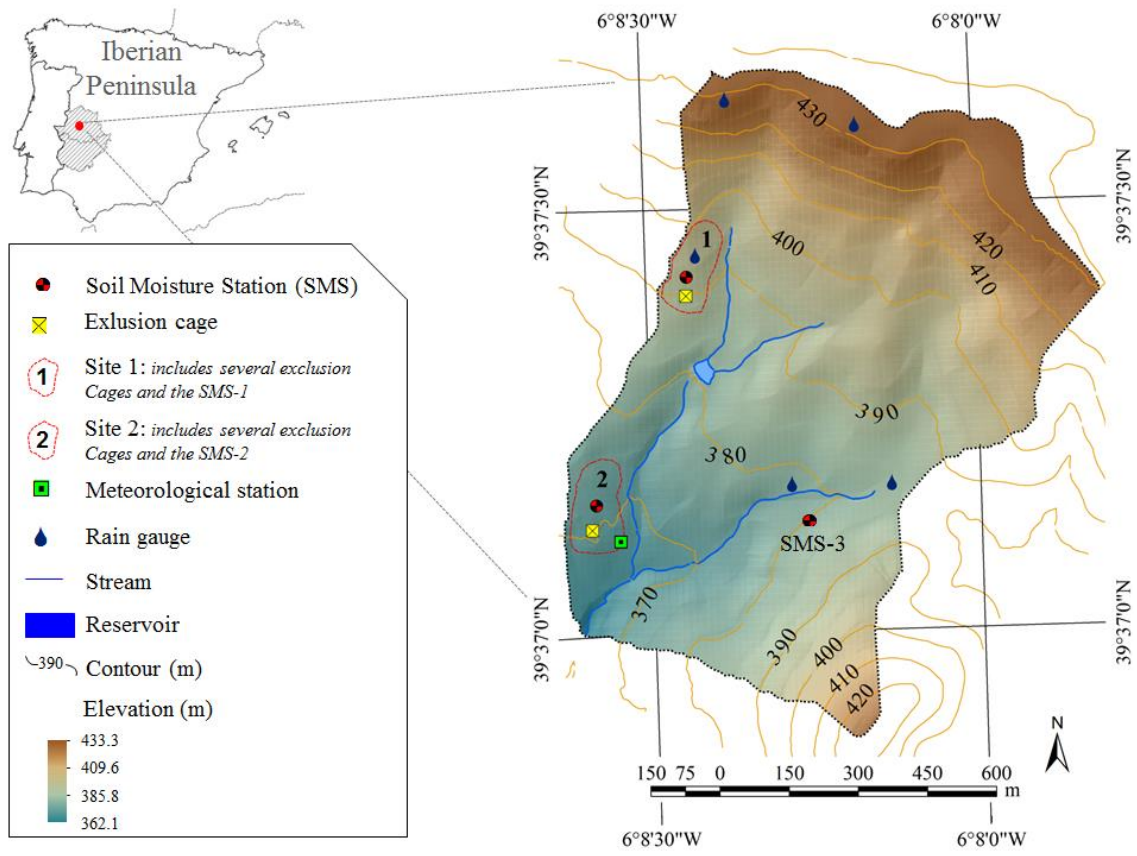 Iberian
Peninsula
Soil Moisture Station (SMS)
Exlusion cage
1
Site 1: includes several exclusion
Cages and the SMS-1
2
Site 2: includes several exclusion
Cages and the SMS-2
Meteorological station
Rain gauge
Stream
Reservoir
390
Contour (m)
Elevation (m)
433.3
409.6
385.8
362.1
6°8'30"W
6°8'0"W
39°37'30"N
39°37'30"N
430
1
400
420
410
390
380
2
SMS-3
370
39°37'0"N
39°37'0"N
390
400
410
420
N
150 75 0 150 300 450 600
m
6°8'30"W
6°8'0"W